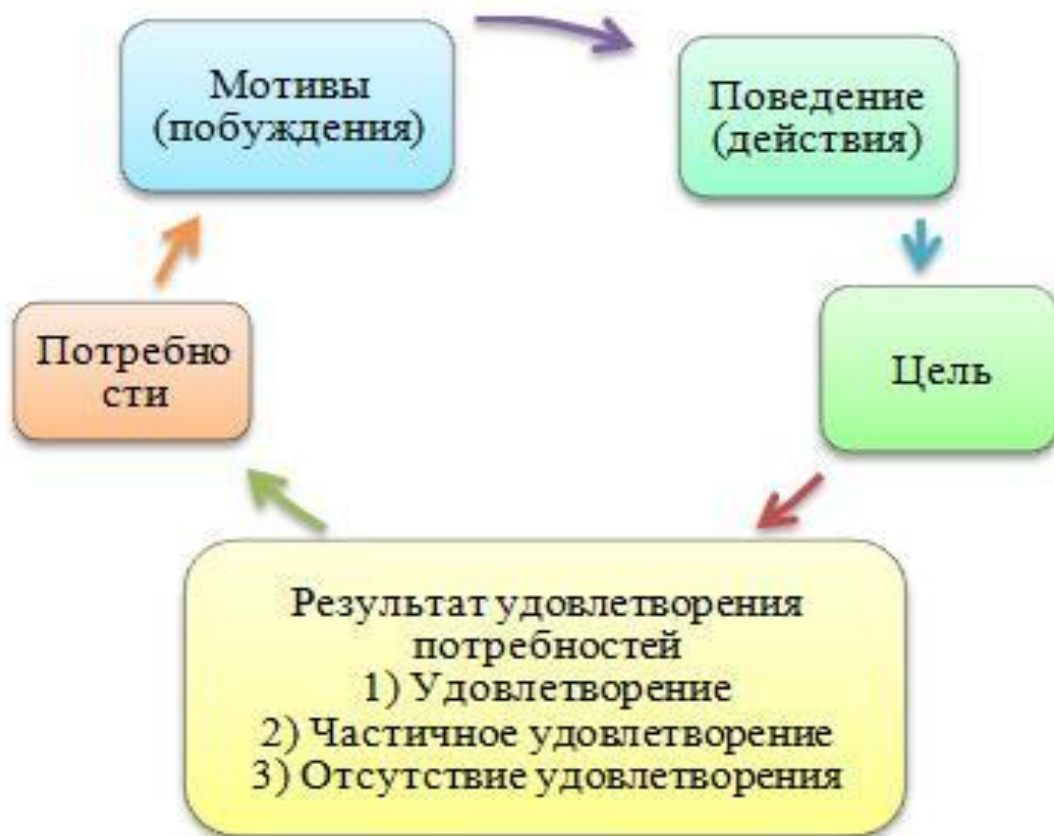 Мотивы
(побуждения)
Поведение
(действия)
Потребно
сти
Цель
Результат удовлетворения
потребностей
1) Удовлетворение
2) Частичное удовлетворение
3) Отсутствие удовлетворения